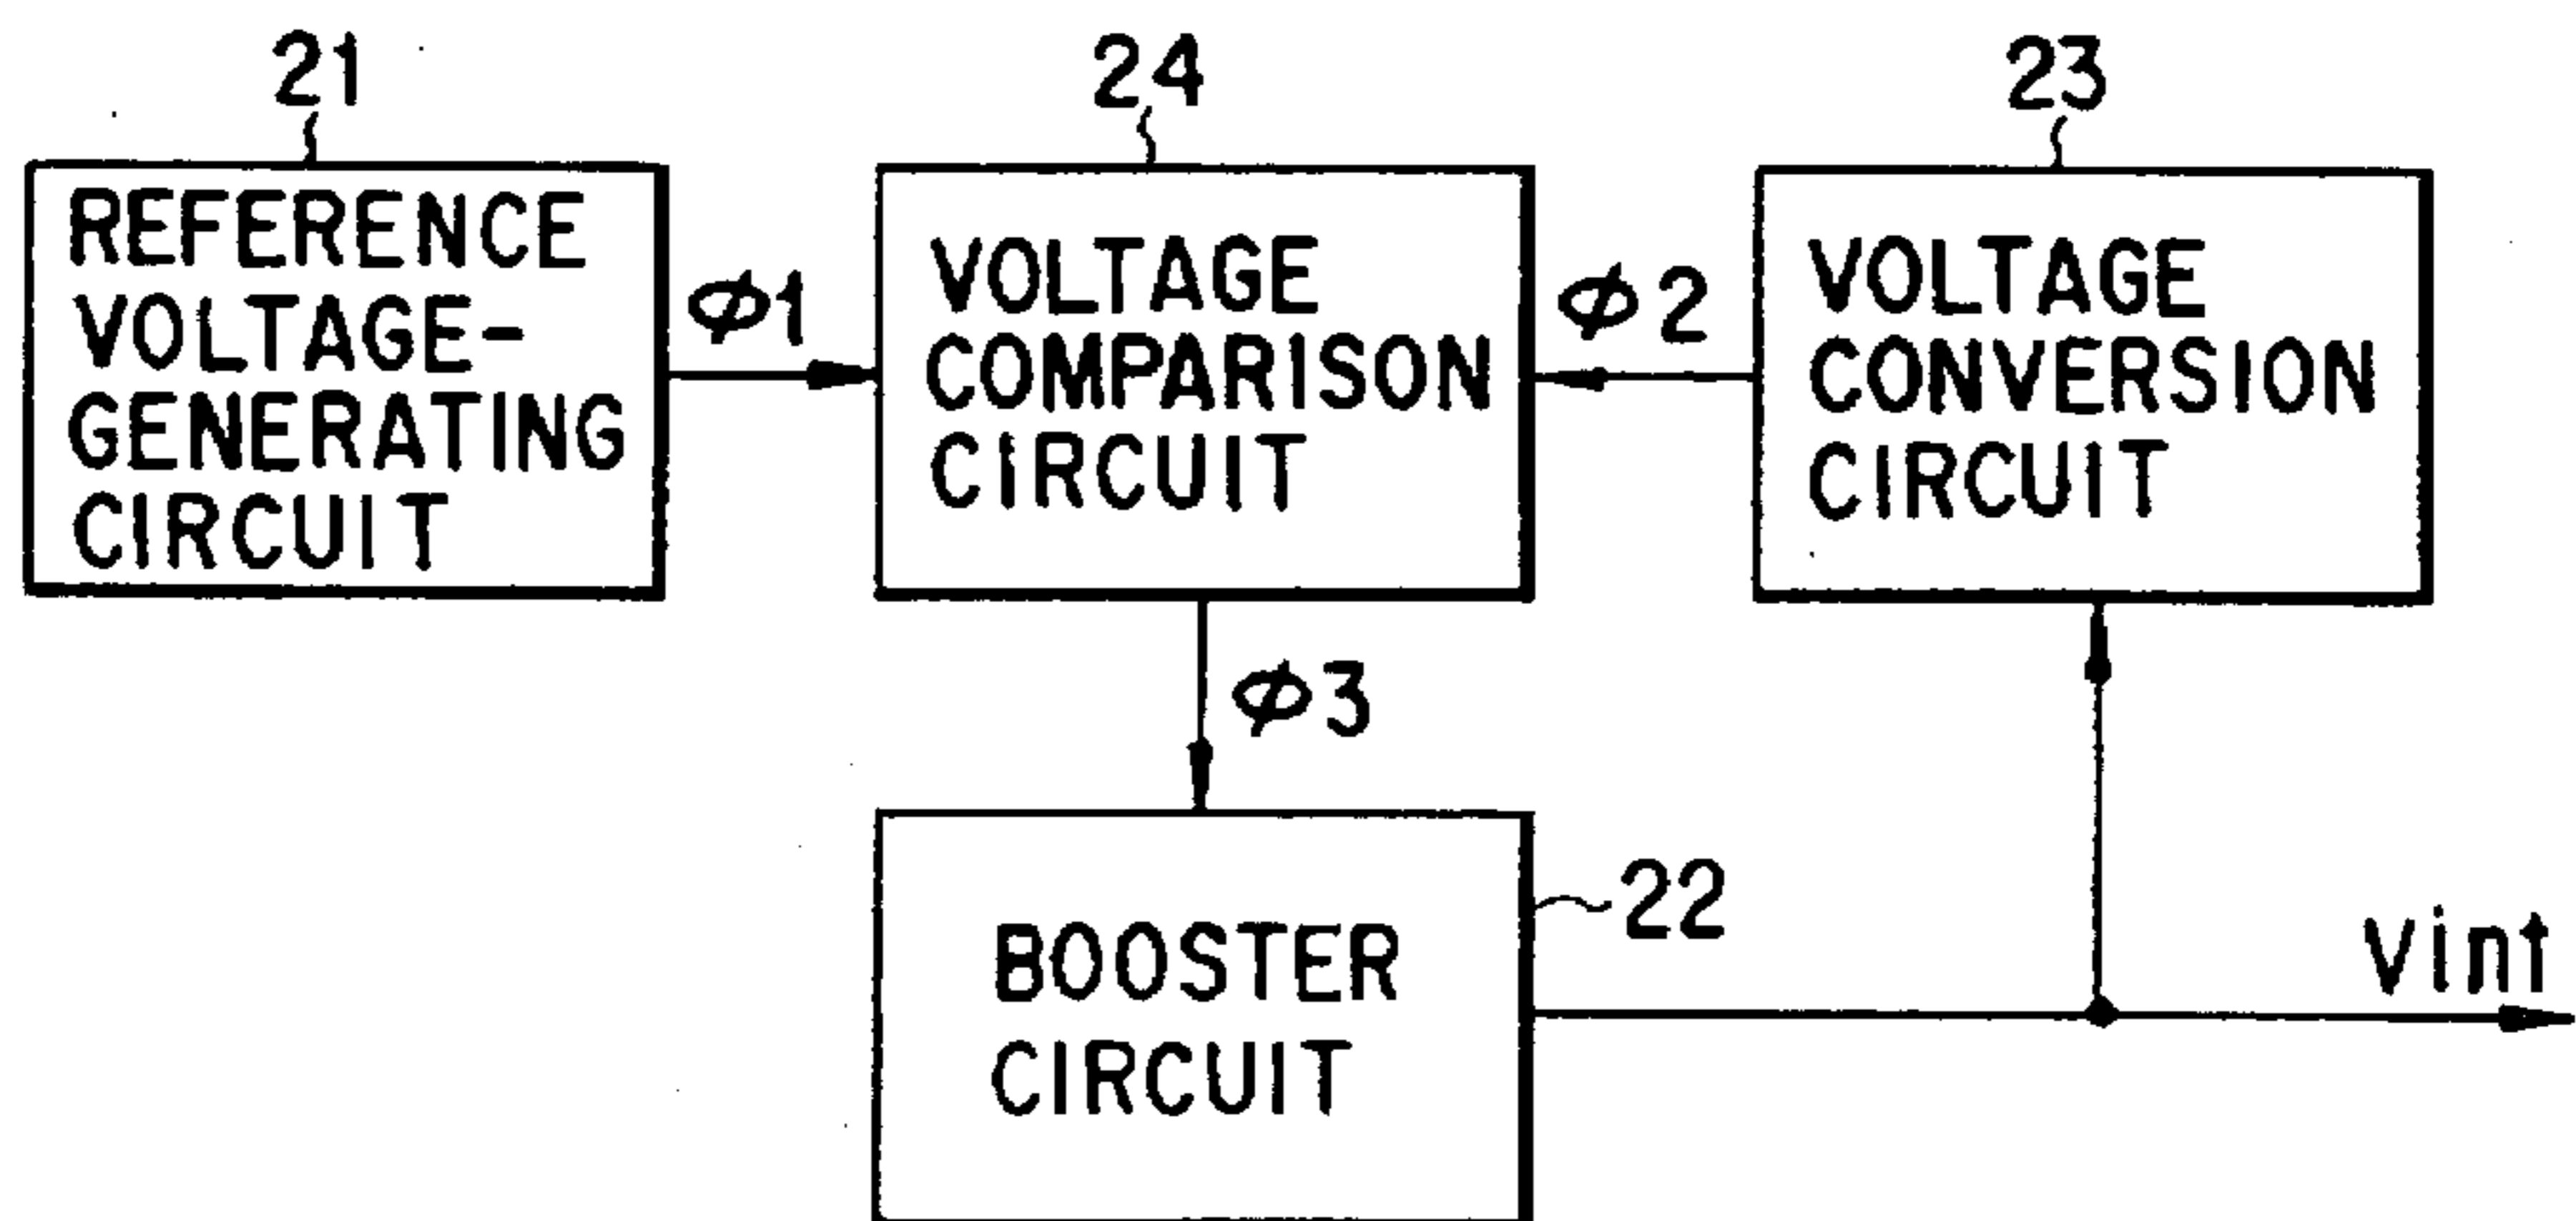 21
REFERENCE
VOLTAGE-
GENERATING
CIRCUIT
ϕ1
24
VOLTAGE
COMPARISON
CIRCUIT
ϕ2
23
VOLTAGE
CONVERSION
CIRCUIT
ϕ3
BOOSTER
CIRCUIT
22
Vint